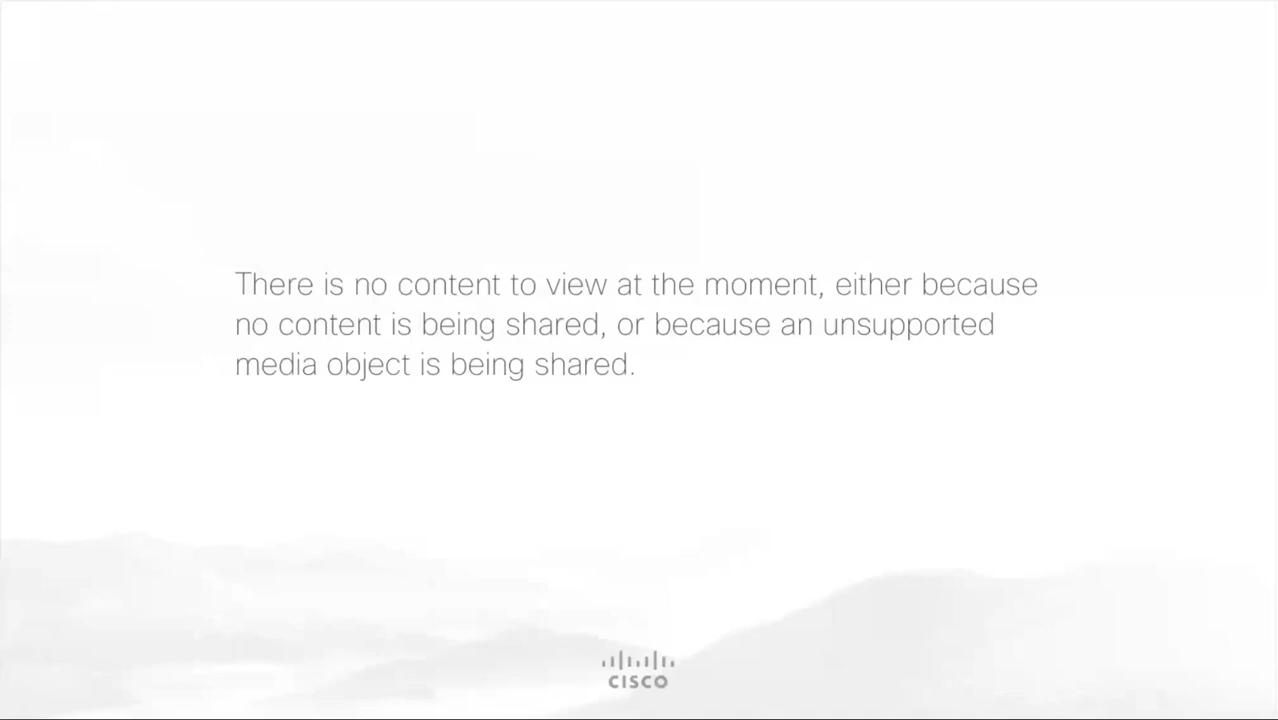 There is no content to view at the moment, either because
no content is being shared, or because an unsupported
media object is being shared.
CISCO